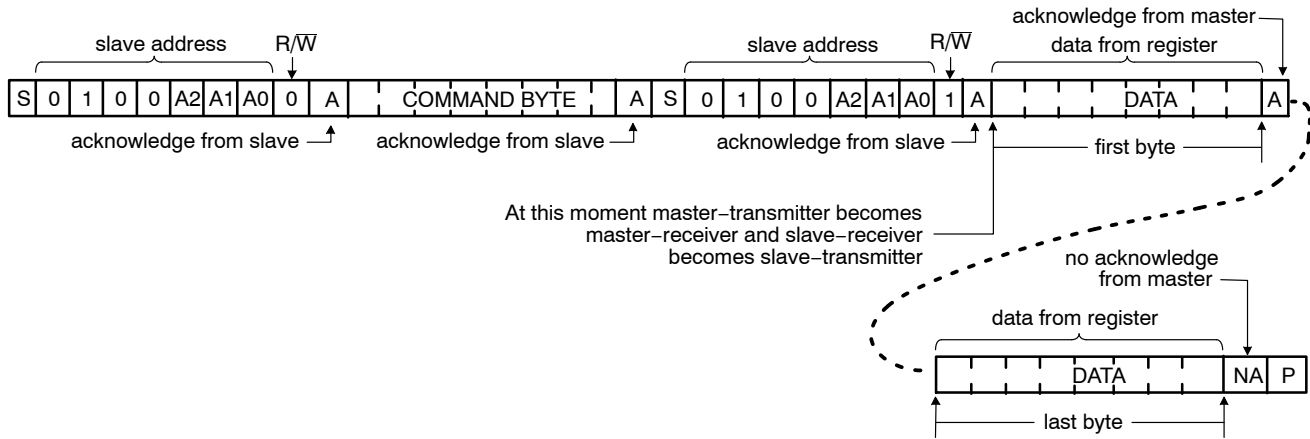 acknowledge from master
slave address
R/W̅
slave address
R/W̅
data from register
S 0 1 0 0 A2 A1 A0 0 A COMMAND BYTE A S 0 1 0 0 A2 A1 A0 1 A DATA A
acknowledge from slave
acknowledge from slave
acknowledge from slave
first byte
At this moment master−transmitter becomes
master−receiver and slave−receiver
becomes slave−transmitter
no acknowledge
from master
data from register
DATA NA P
last byte